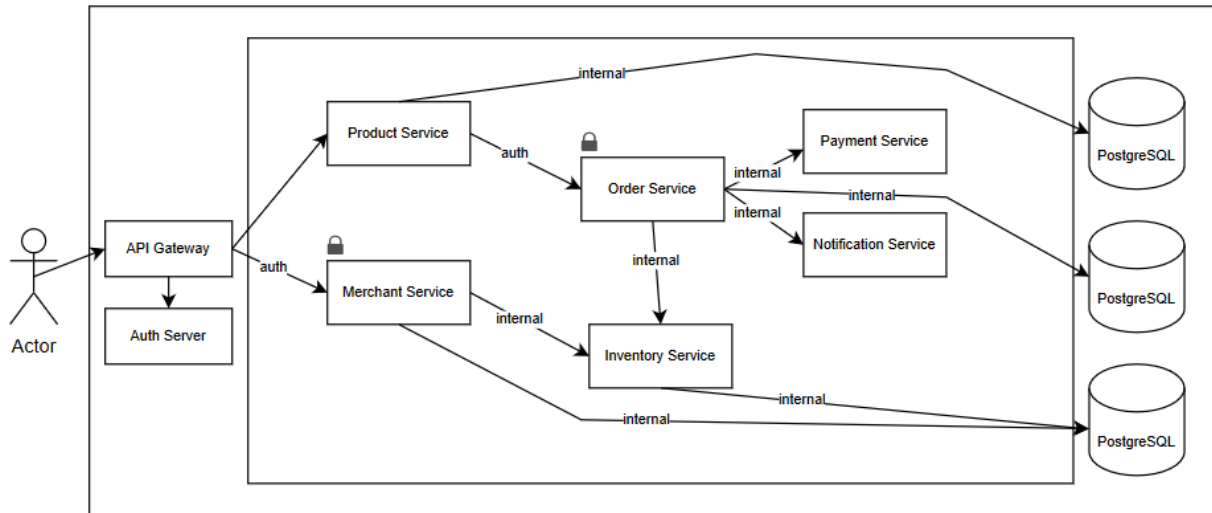 internal
Product Service
Payment Service
PostgreSQL
auth
internal
Order Service
internal
internal
API Gateway
Notification Service
auth
internal
Merchant Service
PostgreSQL
internal
Auth Server
Actor
Inventory Service
internal
internal
PostgreSQL